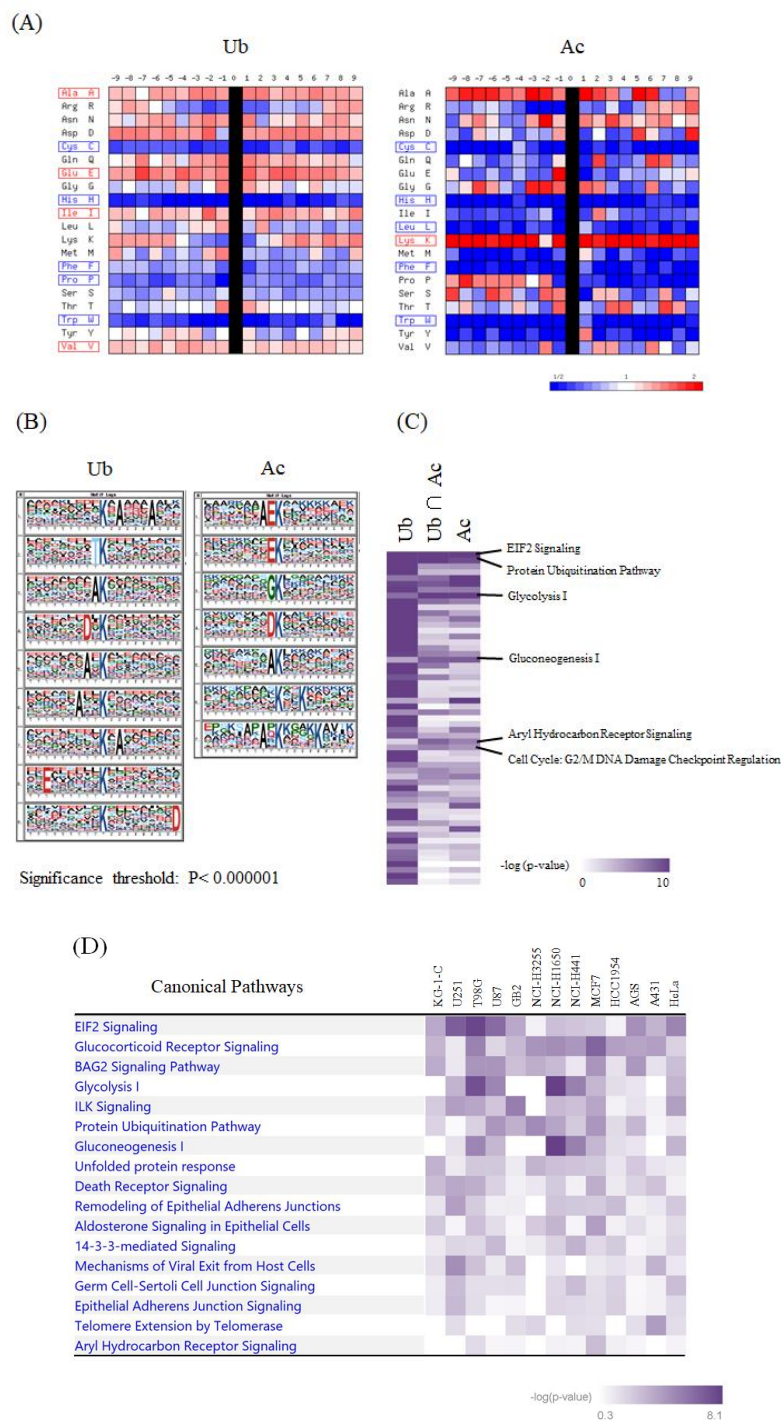 (A)
Ub
Ac
-9 -8 -7 -6 -5 -4 -3 -2 -1 0 1 2 3 4 5 6 7 8 9
-9 -8 -7 -6 -5 -4 -3 -2 -1 0 1 2 3 4 5 6 7 8 9
Ala A
Arg R
Asn N
Asp D
Cys C
Gln Q
Glu E
Gly G
His H
Ile I
Leu L
Lys K
Met M
Phe F
Pro P
Ser S
Thr T
Trp W
Tyr Y
Val V
Ala A
Arg R
Asn N
Asp D
Cys C
Gln Q
Glu E
Gly G
His H
Ile I
Leu L
Lys K
Met M
Phe F
Pro P
Ser S
Thr T
Trp W
Tyr Y
Val V
1/2 1 2
(B)
Ub
Ac
Motif Logo
Motif Logo
Significance threshold: P< 0.000001
(C)
Ub
Ub ∩ Ac
Ac
EIF2 Signaling
Protein Ubiquitination Pathway
Glycolysis I
Gluconeogenesis I
Aryl Hydrocarbon Receptor Signaling
Cell Cycle: G2/M DNA Damage Checkpoint Regulation
-log (p-value)
0 10
(D)
Canonical Pathways
KG-1-C
U251
T98G
U87
GB2
NCI-H3255
NCI-H1650
NCI-H441
MCF7
HCC1954
AGS
A431
HeLa
EIF2 Signaling
Glucocorticoid Receptor Signaling
BAG2 Signaling Pathway
Glycolysis I
ILK Signaling
Protein Ubiquitination Pathway
Gluconeogenesis I
Unfolded protein response
Death Receptor Signaling
Remodeling of Epithelial Adherens Junctions
Aldosterone Signaling in Epithelial Cells
14-3-3-mediated Signaling
Mechanisms of Viral Exit from Host Cells
Germ Cell-Sertoli Cell Junction Signaling
Epithelial Adherens Junction Signaling
Telomere Extension by Telomerase
Aryl Hydrocarbon Receptor Signaling
-log(p-value)
0.3 8.1